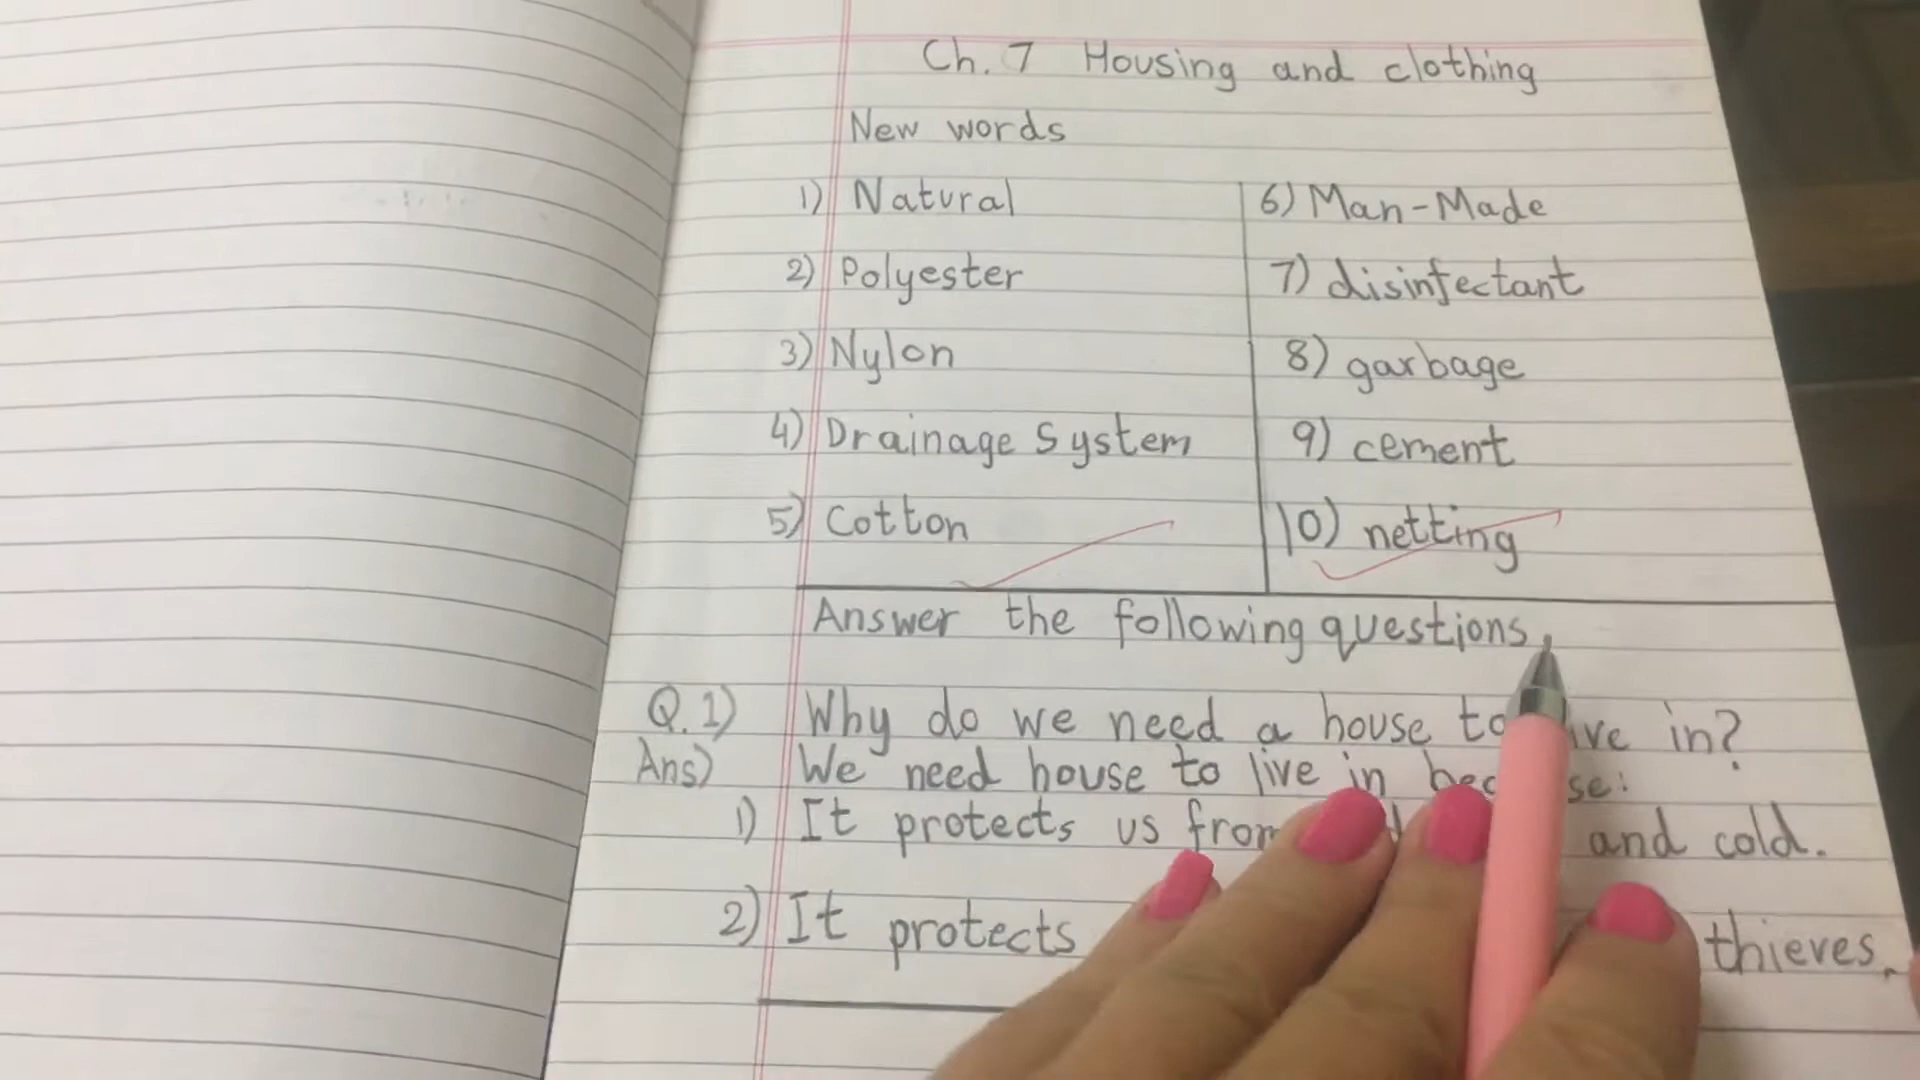 Ch. 7 Housing and clothing
New words
1) Natural
2) Polyester
3) Nylon
4) Drainage System
5) Cotton
6) Man-Made
7) disinfectant
8) garbage
9) cement
10) netting
Answer the following questions.
Q.1) Why do we need a house to in?
Ans) We need house to live in
1) It protects us and cold.
2) It protects thieves.